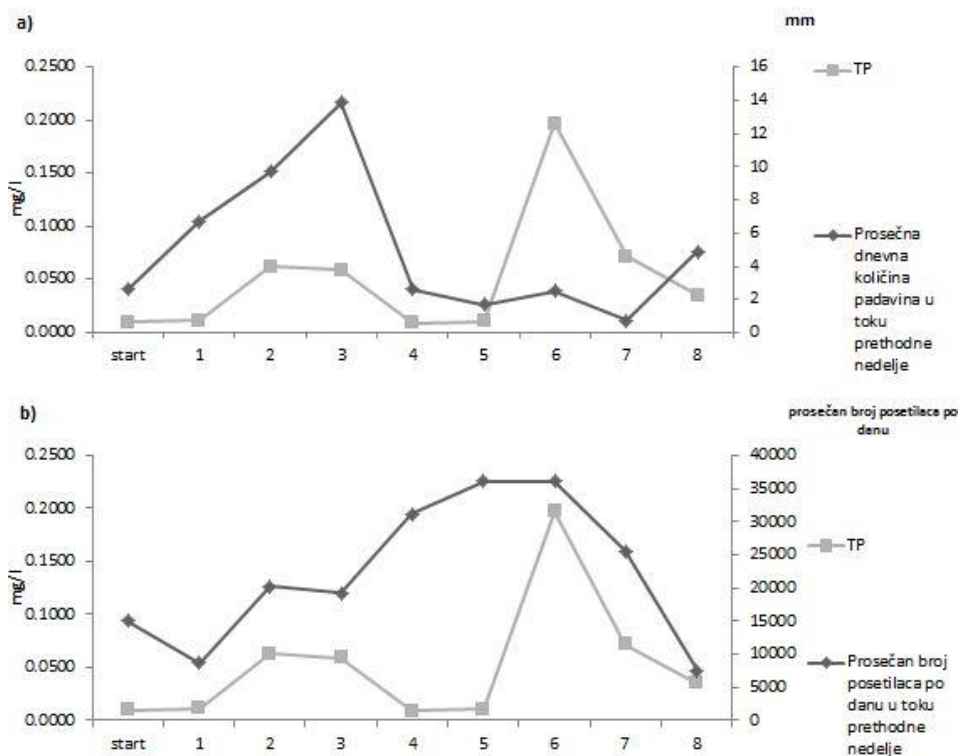 a)
mm
0.2500
0.2000
0.1500
0.1000
0.0500
0.0000
mg/l
16
14
12
10
8
6
4
2
0
start 1 2 3 4 5 6 7 8
TP
Prosečna
dnevna
količina
padavina u
toku
prethodne
nedelje
b)
prosečan broj posetilaca po
danu
0.2500
0.2000
0.1500
0.1000
0.0500
0.0000
mg/l
40000
35000
30000
25000
20000
15000
10000
5000
0
start 1 2 3 4 5 6 7 8
TP
Prosečan broj
posetilaca po
danu u toku
prethodne
nedelje